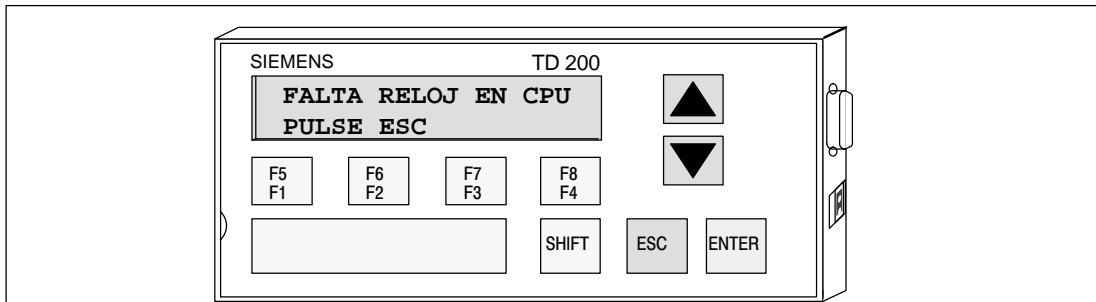 SIEMENS TD 200
FALTA RELOJ EN CPU
PULSE ESC
F5 F6 F7 F8
F1 F2 F3 F4
SHIFT ESC ENTER